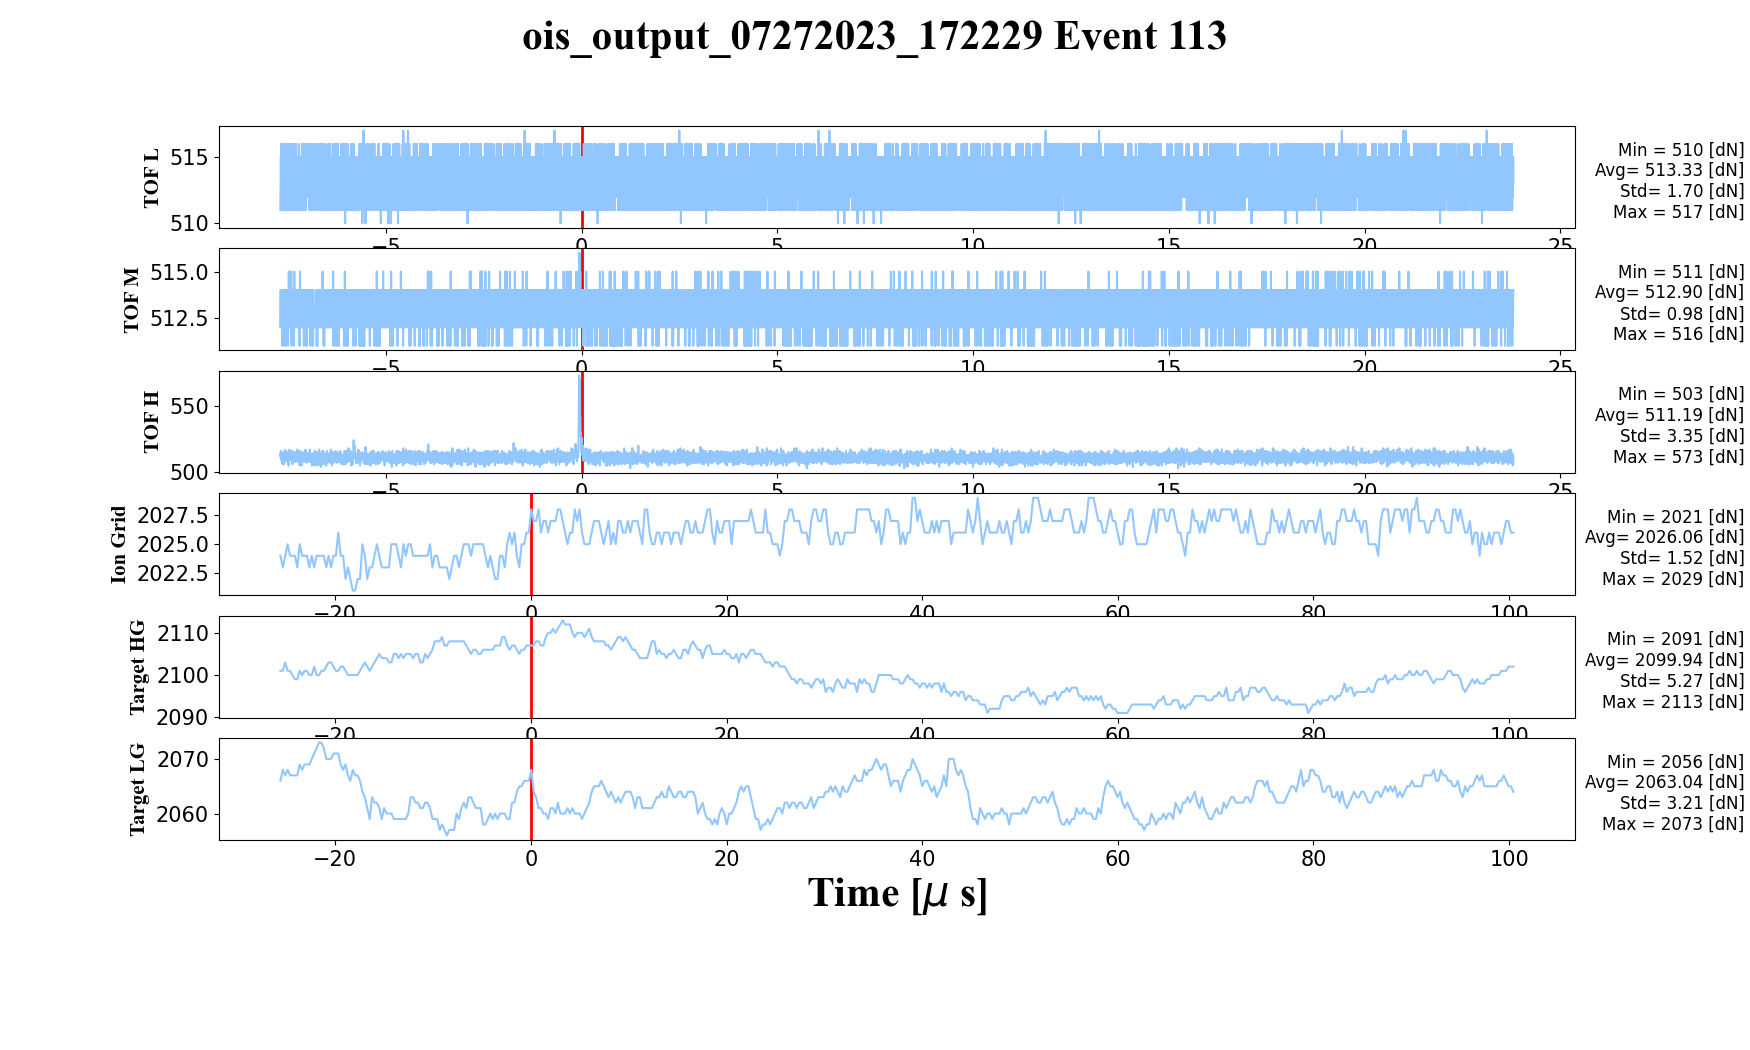 ois_output_07272023_172229 Event 113
TOF L
515
510
−5 0 5 10 15 20 25
Min = 510 [dN]
Avg= 513.33 [dN]
Std= 1.70 [dN]
Max = 517 [dN]
TOF M
515.0
512.5
−5 0 5 10 15 20 25
Min = 511 [dN]
Avg= 512.90 [dN]
Std= 0.98 [dN]
Max = 516 [dN]
TOF H
550
500
−5 0 5 10 15 20 25
Min = 503 [dN]
Avg= 511.19 [dN]
Std= 3.35 [dN]
Max = 573 [dN]
Ion Grid
2027.5
2025.0
2022.5
−20 0 20 40 60 80 100
Min = 2021 [dN]
Avg= 2026.06 [dN]
Std= 1.52 [dN]
Max = 2029 [dN]
Target HG
2110
2100
2090
−20 0 20 40 60 80 100
Min = 2091 [dN]
Avg= 2099.94 [dN]
Std= 5.27 [dN]
Max = 2113 [dN]
Target LG
2070
2060
−20 0 20 40 60 80 100
Min = 2056 [dN]
Avg= 2063.04 [dN]
Std= 3.21 [dN]
Max = 2073 [dN]
Time [μ s]